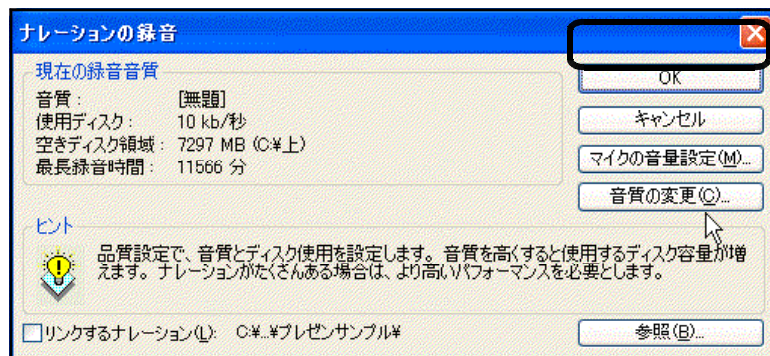 ナレーションの録音
現在の録音音質
音質： [無題]
使用ディスク： 10 kb/秒
空きディスク領域： 7297 MB (C:¥上)
最長録音時間： 11566 分
OK
キャンセル
マイクの音量設定(M)...
音質の変更(C)...
ヒント
品質設定で、音質とディスク使用を設定します。音質を高くすると使用するディスク容量が増
えます。ナレーションがたくさんある場合は、より高いパフォーマンスを必要とします。
リンクするナレーション(L): C:¥...¥プレゼンサンプル¥
参照(B)...